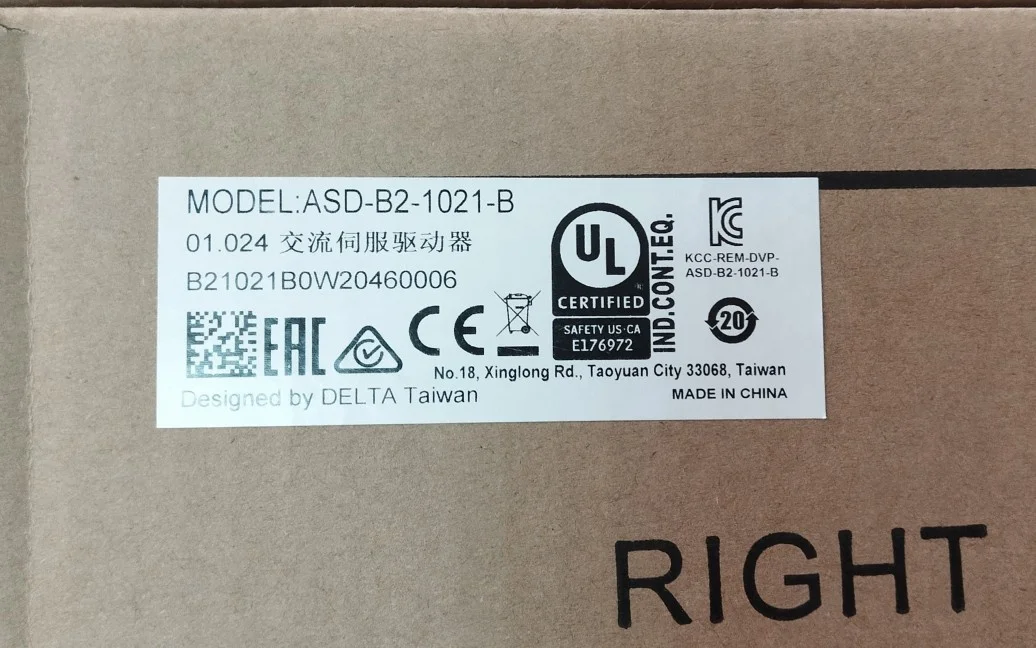 MODEL:ASD-B2-1021-B
01.024 交流伺服驱动器
B21021B0W20460006
EAC
CE
UL
CERTIFIED
SAFETY US·CA
E176972
IND.CONT.EQ.
KCC-REM-DVP-
ASD-B2-1021-B
20
No.18, Xinglong Rd., Taoyuan City 33068, Taiwan
Designed by DELTA Taiwan
MADE IN CHINA
RIGHT